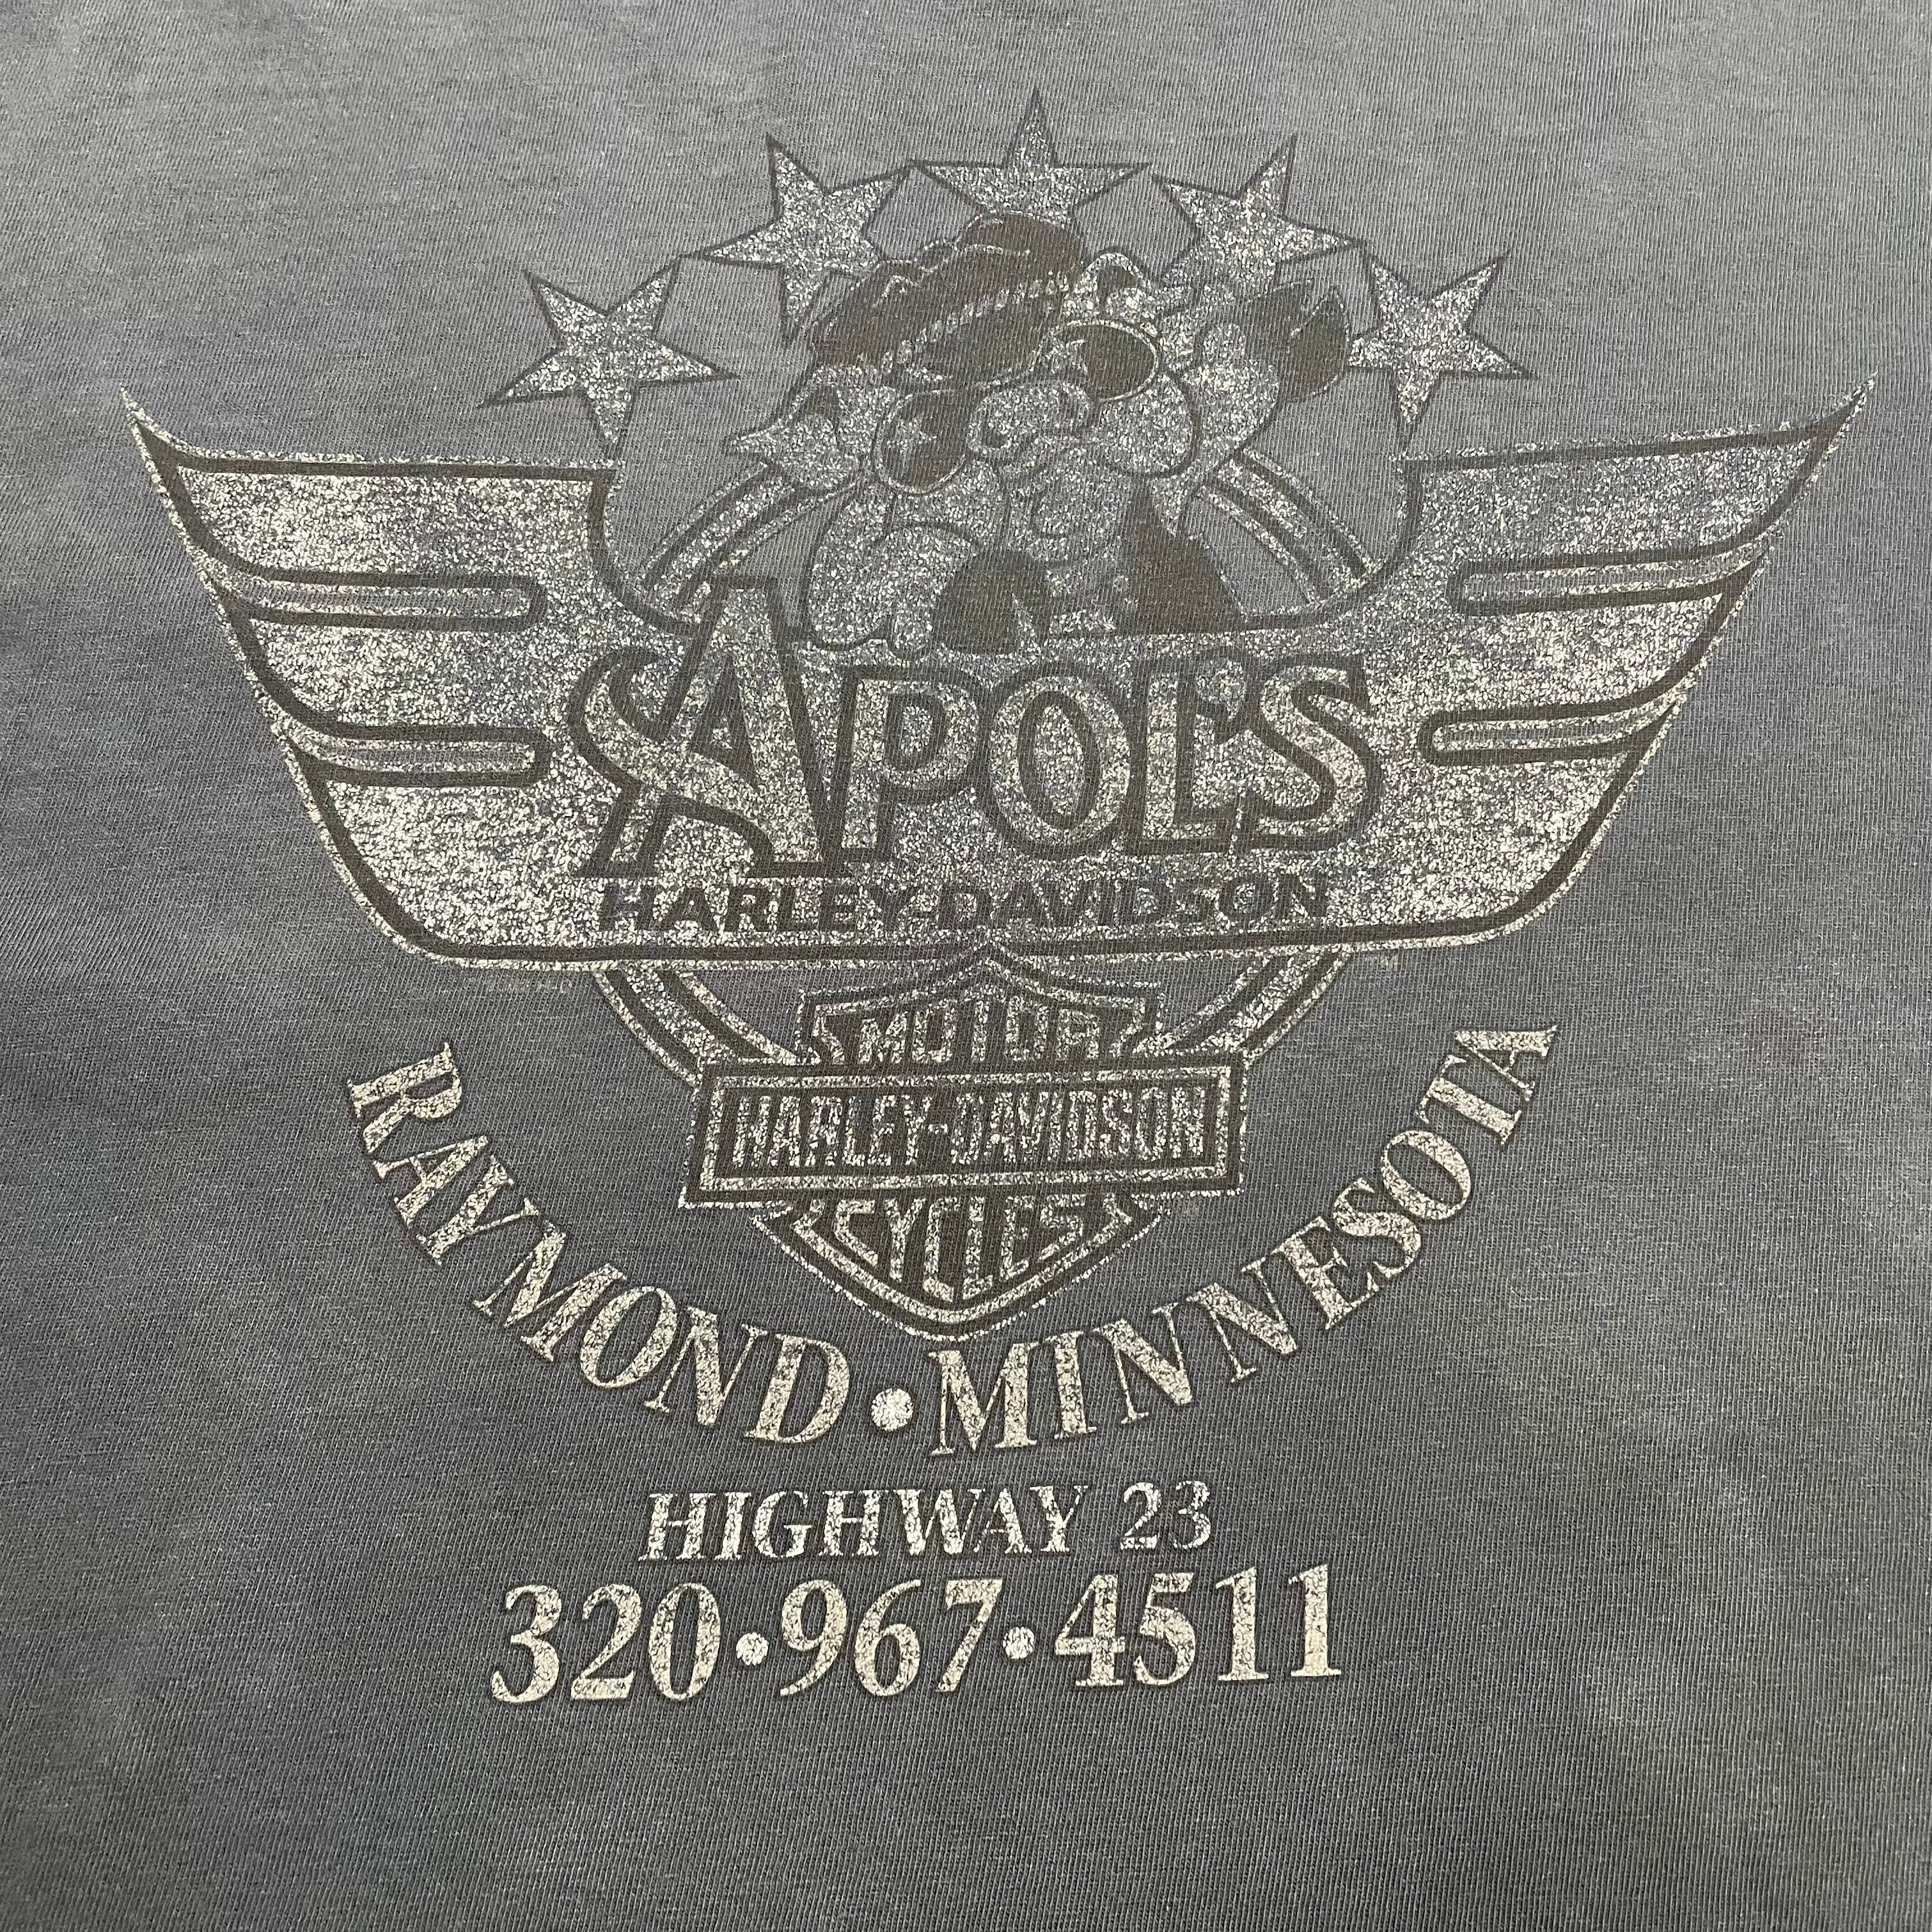 APOL'S
HARLEY-DAVIDSON
MOTOR
HARLEY-DAVIDSON
CYCLES
RAYMOND • MINNESOTA
HIGHWAY 23
320•967•4511